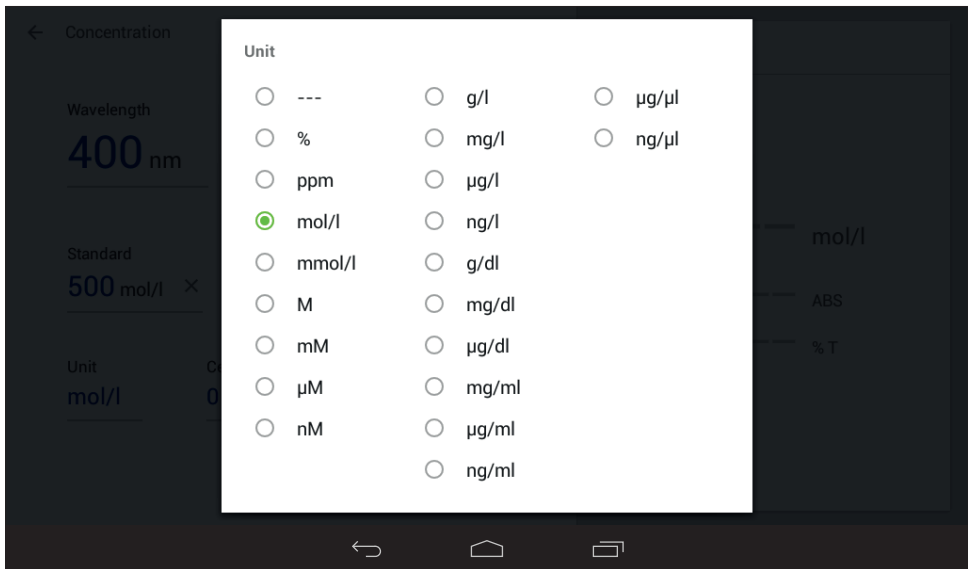 Concentration
Wavelength
400 nm
Standard
500 mol/l ×
Unit
mol/l
0
mol/l
ABS
% T
Unit
---
%
ppm
mol/l
mmol/l
M
mM
µM
nM
g/l
mg/l
µg/l
ng/l
g/dl
mg/dl
µg/dl
mg/ml
µg/ml
ng/ml
µg/µl
ng/µl